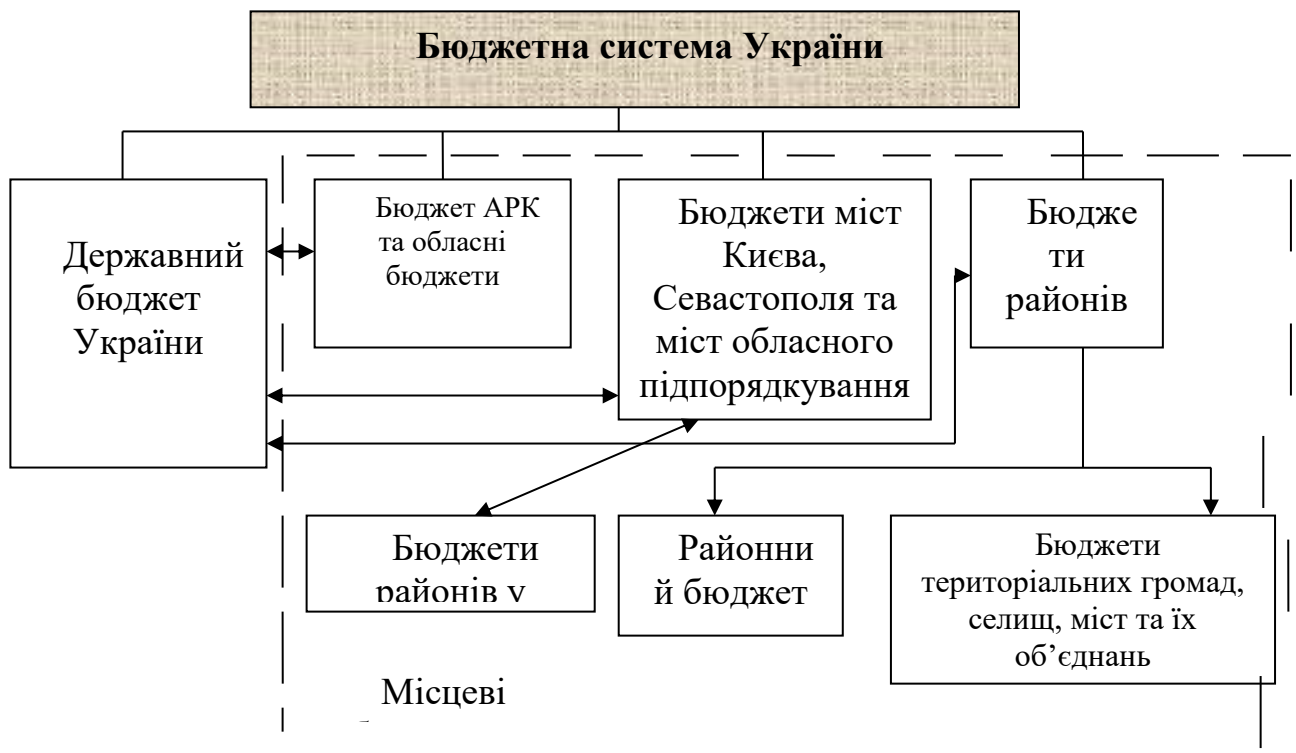 Бюджетна система України
Державний
бюджет
України
Бюджет АРК
та обласні
бюджети
Бюджети міст
Києва,
Севастополя та
міст обласного
підпорядкування
Бюдже
ти
районів
Бюджети
районів у
Районни
й бюджет
Бюджети
територіальних громад,
селищ, міст та їх
об’єднань
Місцеві